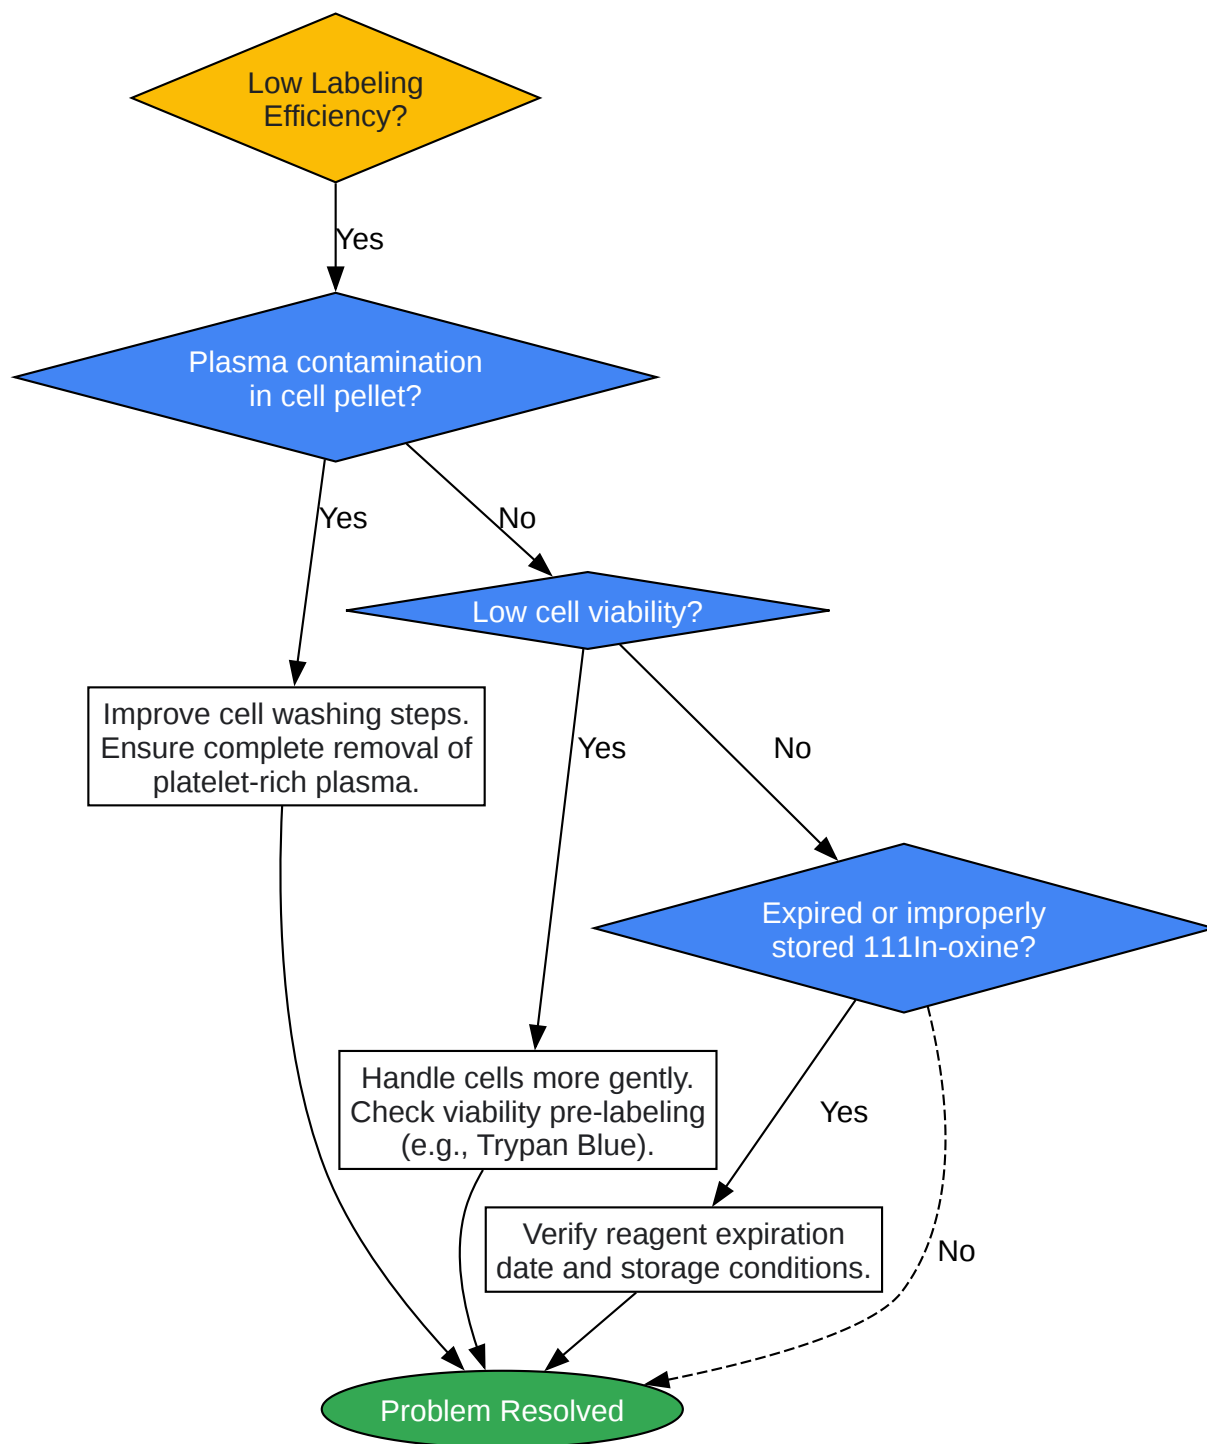 Low Labeling
Efficiency?
Yes
Plasma contamination
in cell pellet?
Yes
No
Low cell viability?
Improve cell washing steps.
Ensure complete removal of
platelet-rich plasma.
Yes
No
Expired or improperly
stored 111In-oxine?
Handle cells more gently.
Check viability pre-labeling
(e.g., Trypan Blue).
Yes
Verify reagent expiration
date and storage conditions.
No
Problem Resolved